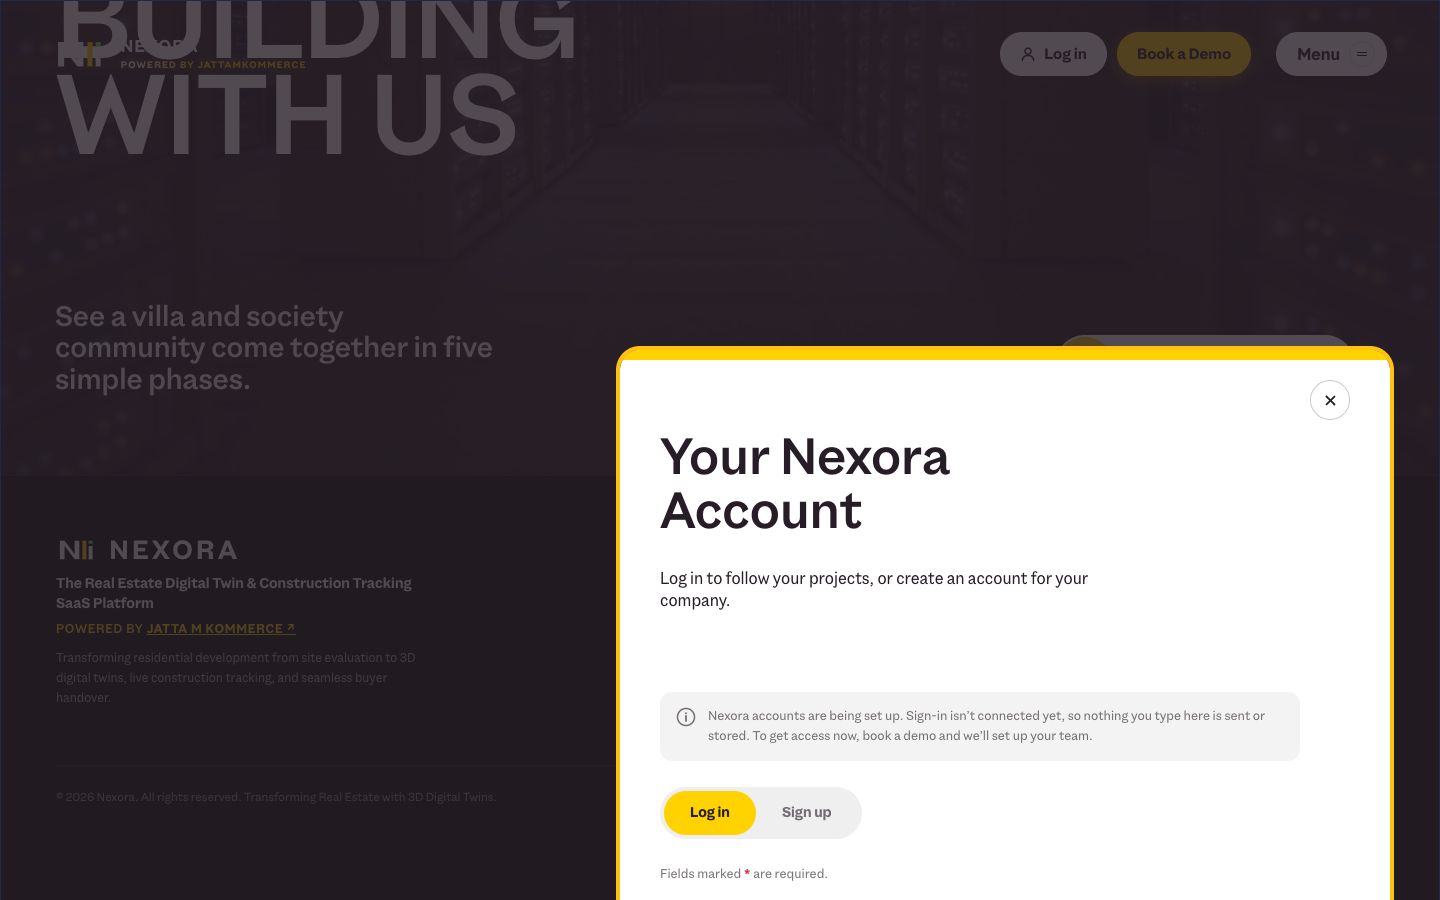 BUILDING
WITH US
NEXORA
POWERED BY JATTAMKOMMERCE
Log in
Book a Demo
Menu
See a villa and society
community come together in five
simple phases.
NEXORA
The Real Estate Digital Twin & Construction Tracking
SaaS Platform
POWERED BY JATTA M KOMMERCE ↗
Transforming residential development from site evaluation to 3D
digital twins, live construction tracking, and seamless buyer
handover.
© 2026 Nexora. All rights reserved. Transforming Real Estate with 3D Digital Twins.
Your Nexora
Account
Log in to follow your projects, or create an account for your
company.
Nexora accounts are being set up. Sign-in isn’t connected yet, so nothing you type here is sent or
stored. To get access now, book a demo and we’ll set up your team.
Log in
Sign up
Fields marked * are required.